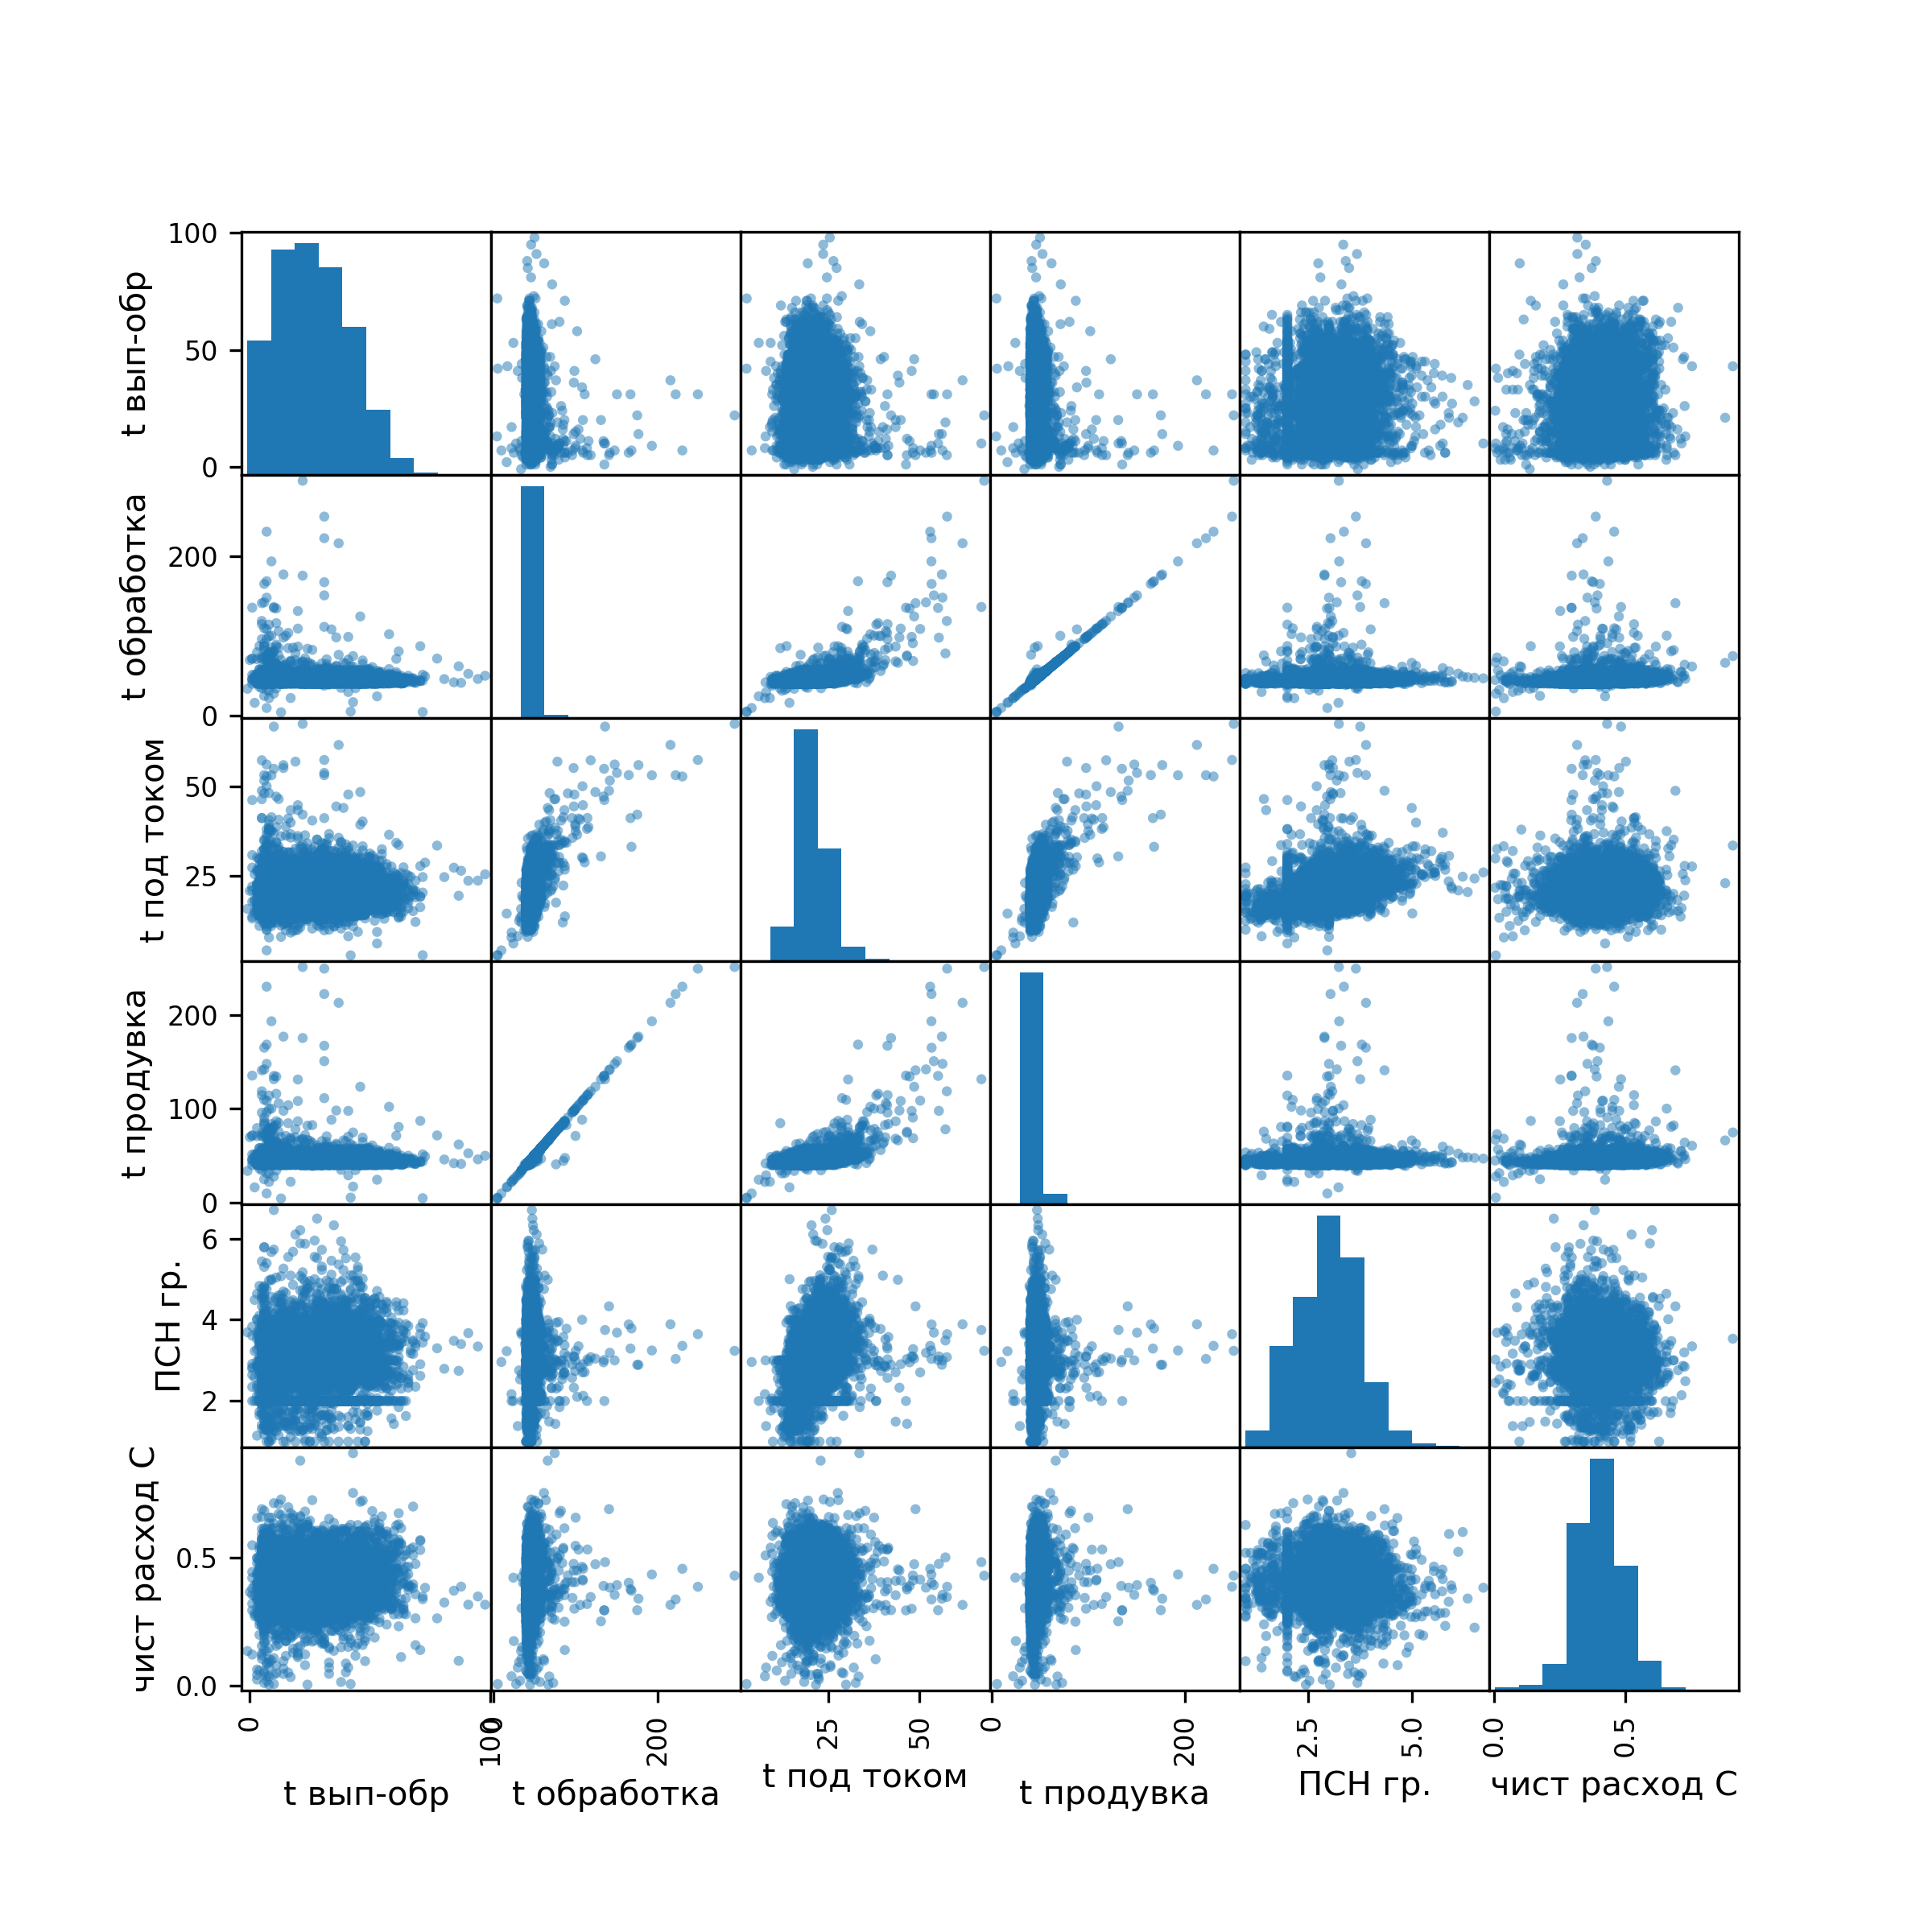 100
50
0
t вып-обр
200
0
t обработка
50
25
t под током
200
100
0
t продувка
6
4
2
ПСН гр.
0.5
0.0
чист расход С
0 100 0 200 25 50 0 200 2.5 5.0 0.0 0.5
t вып-обр t обработка t под током t продувка ПСН гр. чист расход С